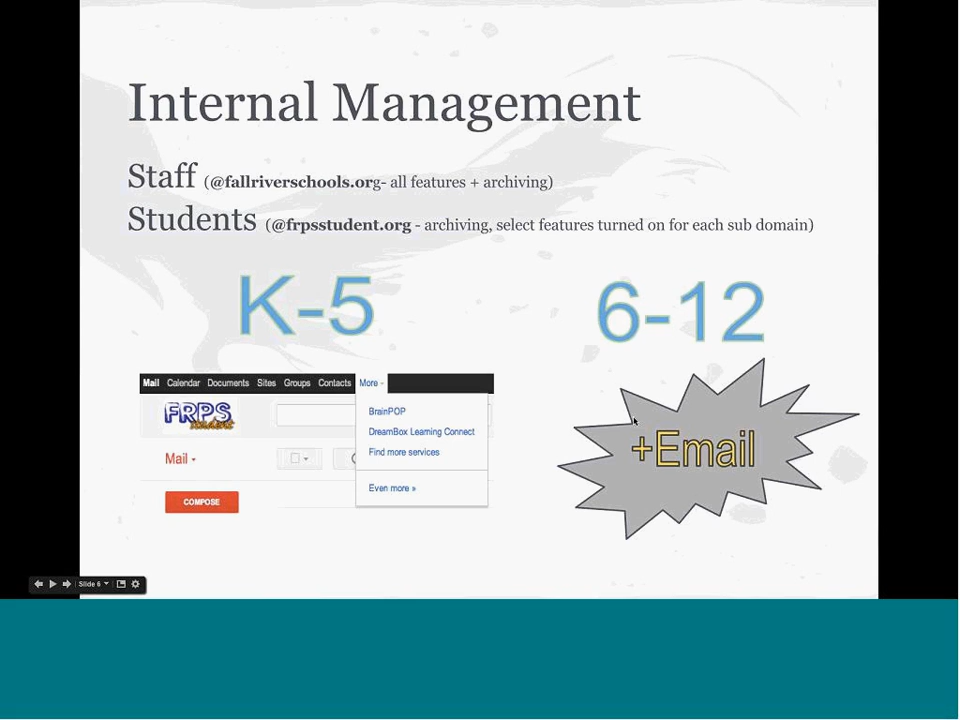 Internal Management
Staff (@fallriverschools.org- all features + archiving)
Students (@frpsstudent.org - archiving, select features turned on for each sub domain)
K-5
6-12
Mail Calendar Documents Sites Groups Contacts More
FRPS
student
BrainPOP
DreamBox Learning Connect
Find more services
Even more »
Mail
COMPOSE
+Email
Slide 6